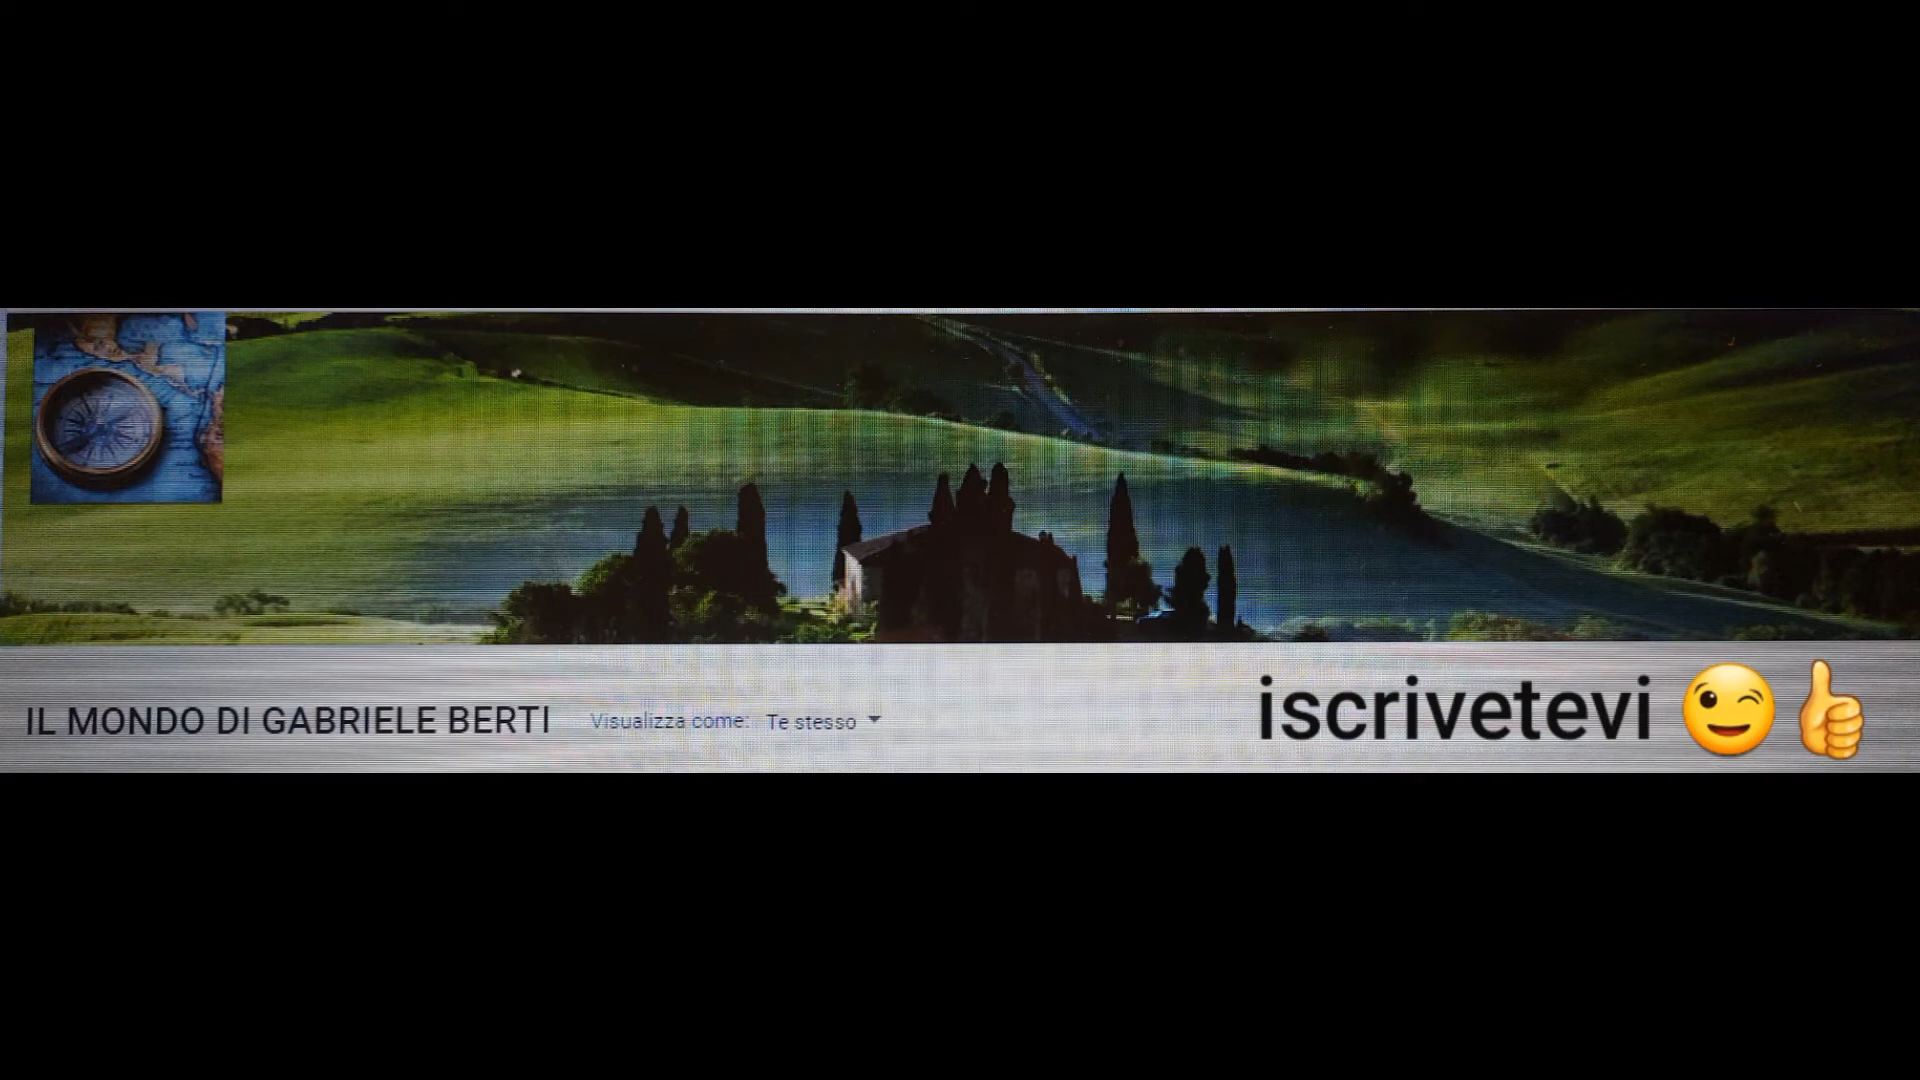 IL MONDO DI GABRIELE BERTI Visualizza come: Te stesso iscrivetevi 😉👍